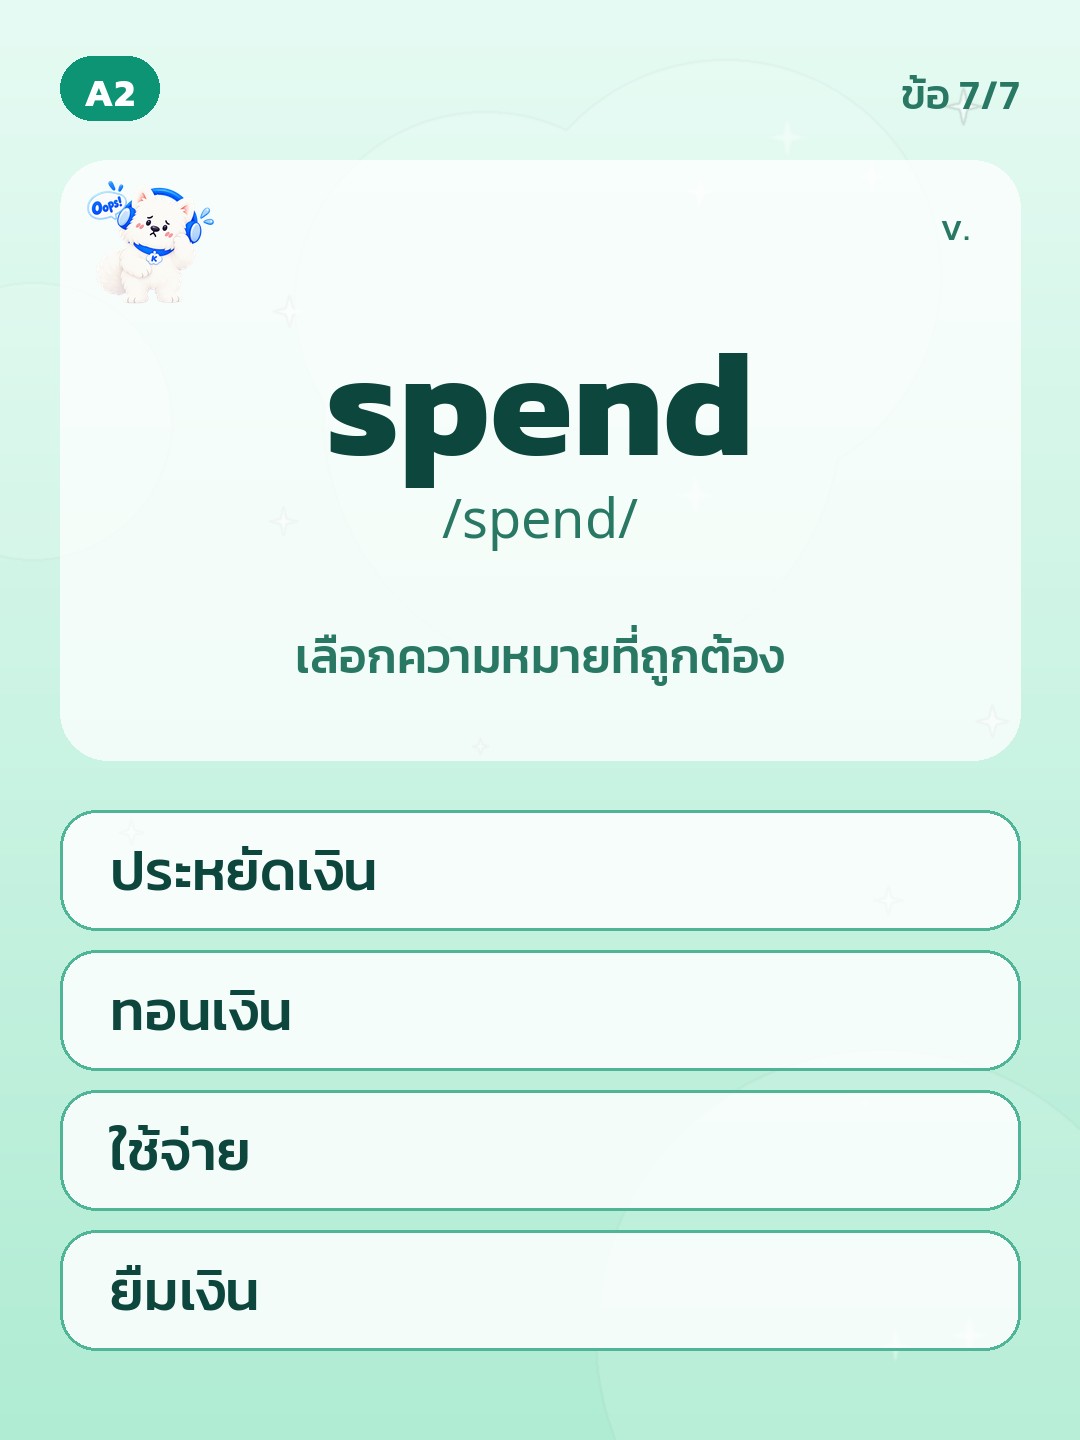 A2
ข้อ 7/7
Oops!
v.
K
spend
/spend/
เลือกความหมายที่ถูกต้อง
ประหยัดเงิน
ทอนเงิน
ใช้จ่าย
ยืมเงิน